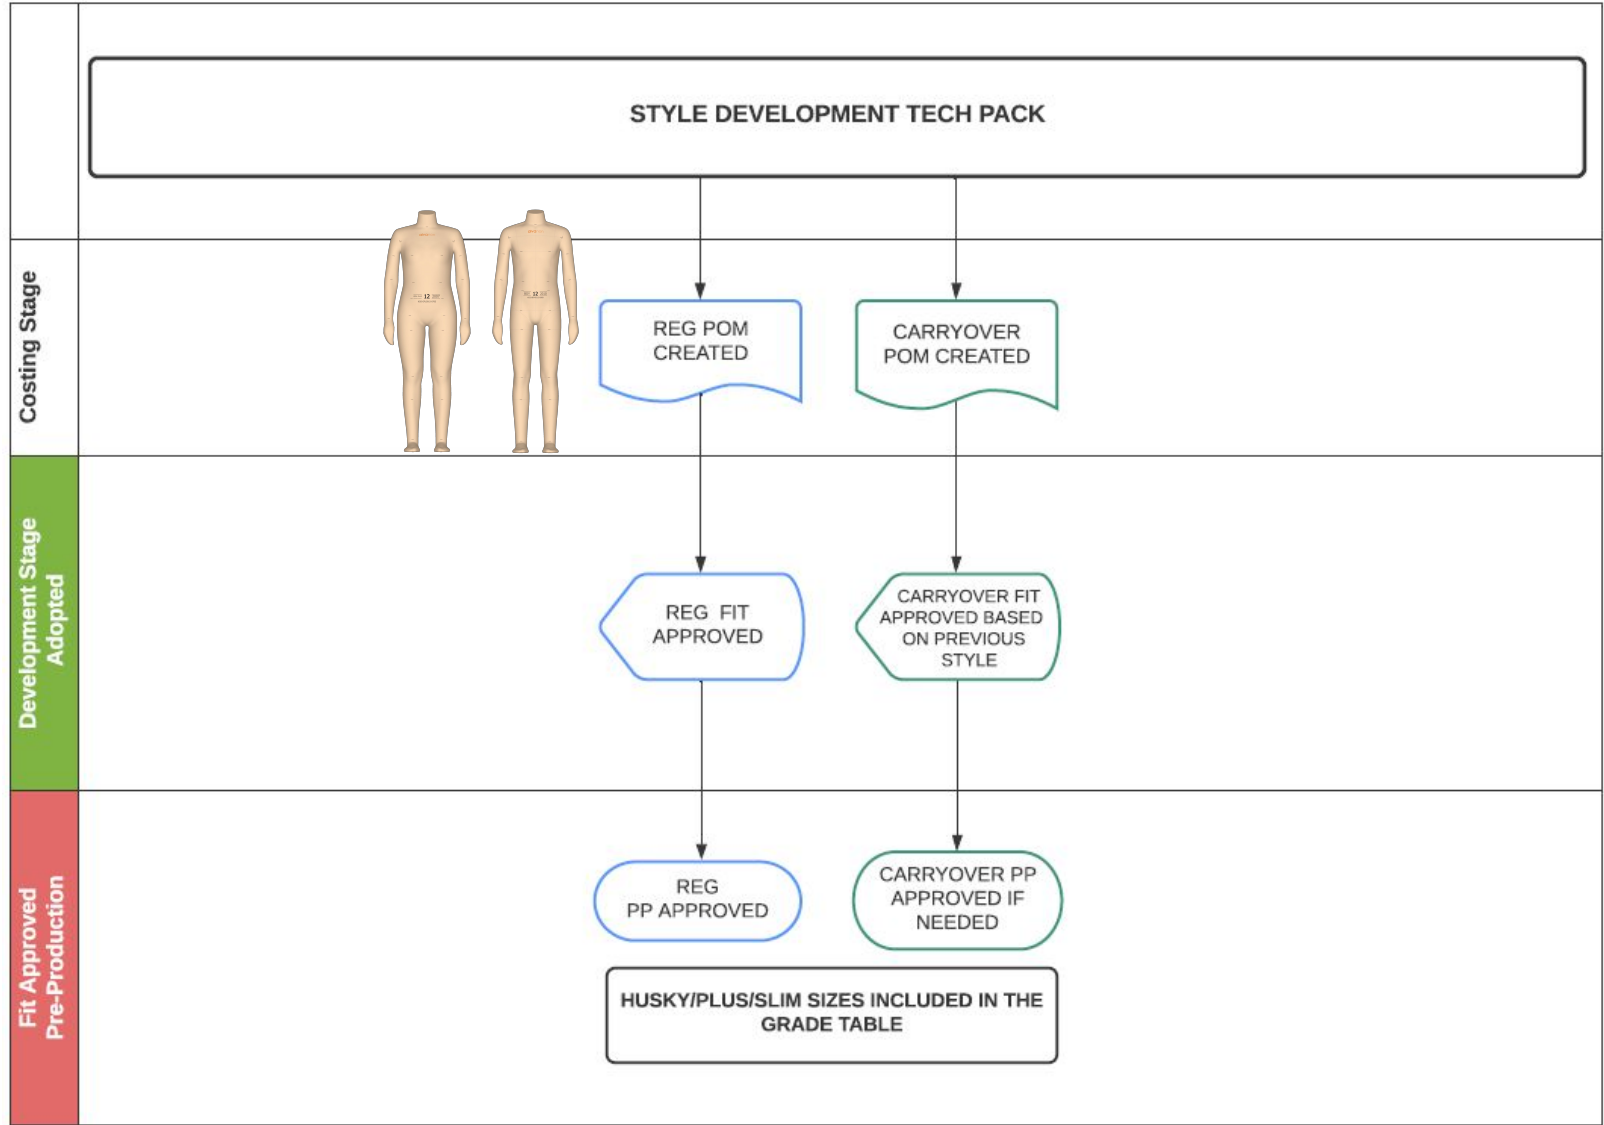 STYLE DEVELOPMENT TECH PACK
Costing Stage
12
12
REG POM
CREATED
CARRYOVER
POM CREATED
Development Stage
Adopted
REG FIT
APPROVED
CARRYOVER FIT
APPROVED BASED
ON PREVIOUS
STYLE
Fit Approved
Pre-Production
REG
PP APPROVED
CARRYOVER PP
APPROVED IF
NEEDED
HUSKY/PLUS/SLIM SIZES INCLUDED IN THE
GRADE TABLE